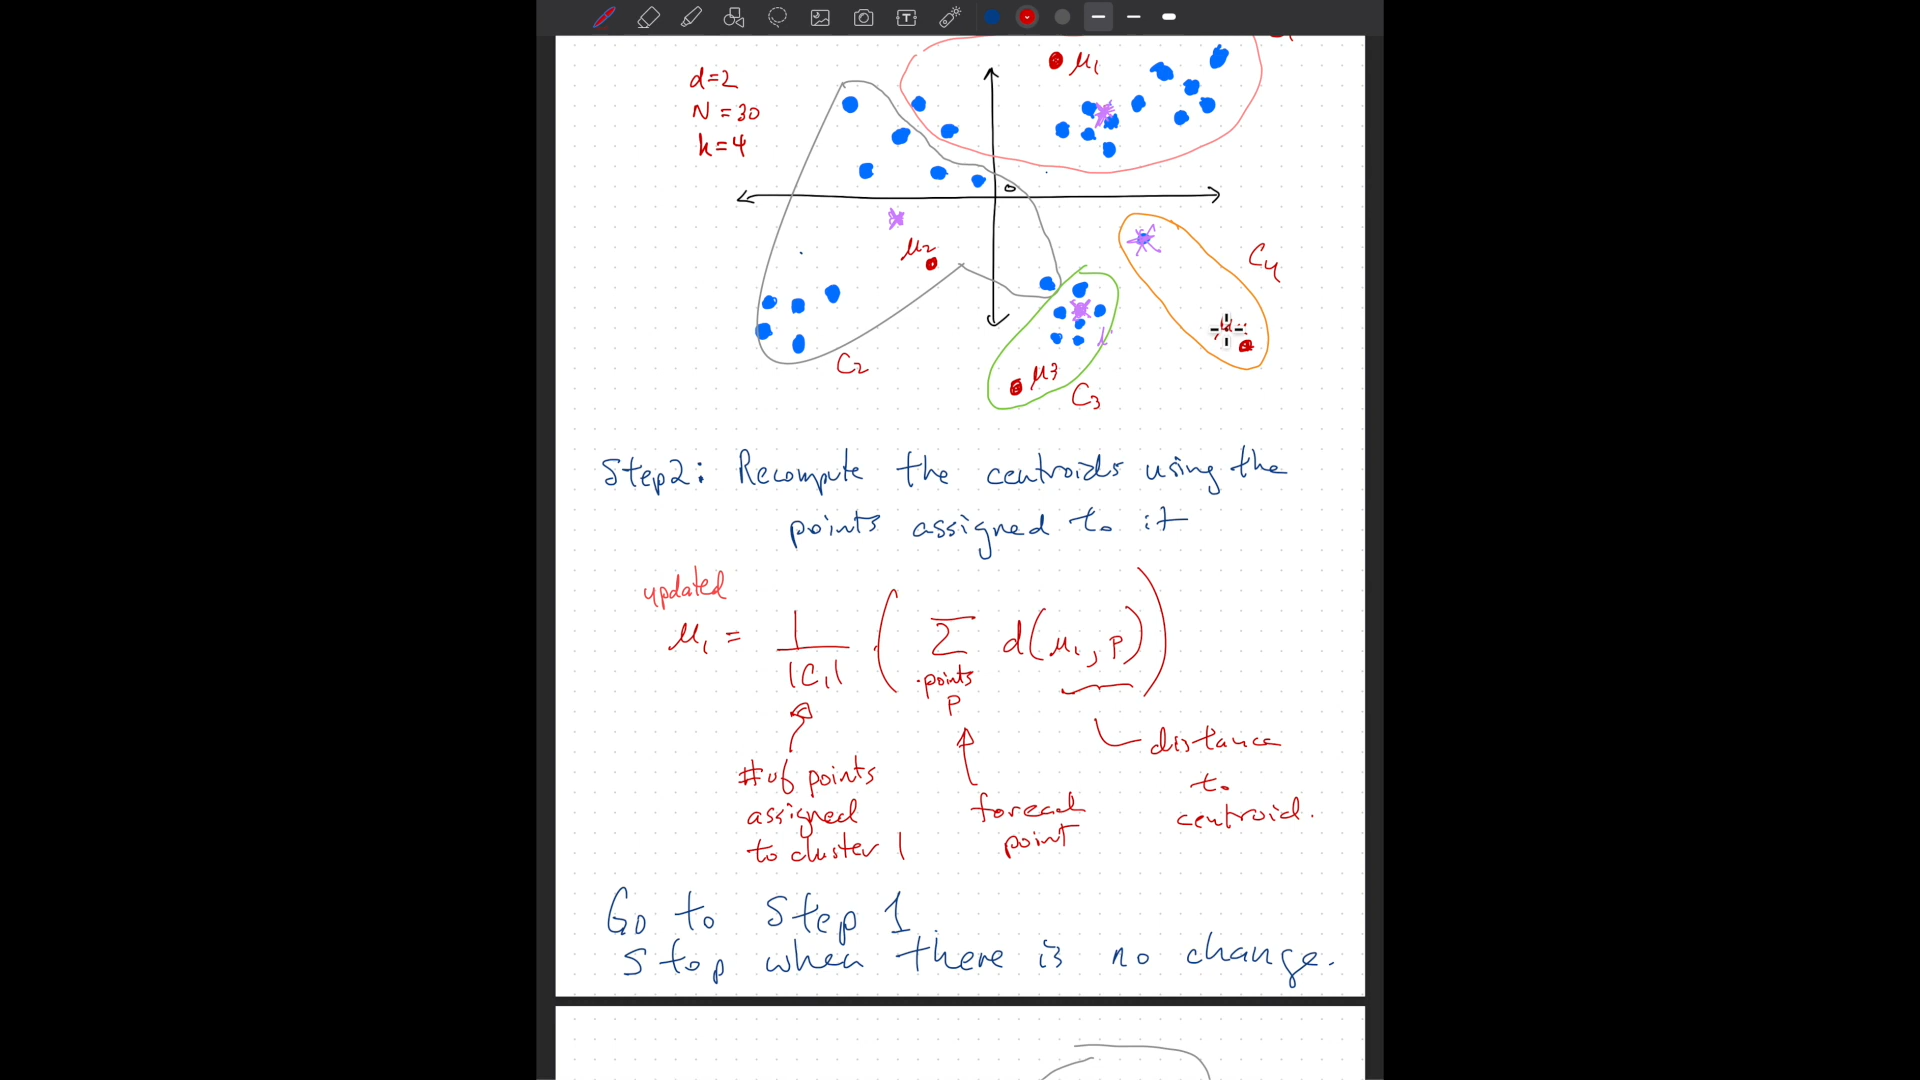 d=2
N=30
k=4
μ1
0
μ2
C2
μ3
C3
C4
Step2: Recompute the centroids using the
points assigned to it
updated
μ1 = 1/|C1| ( Σ d(μ1, p) )
points
p
# of points
assigned
to cluster 1
foreach
point
distance
to
centroid.
Go to Step 1.
Stop when there is no change.